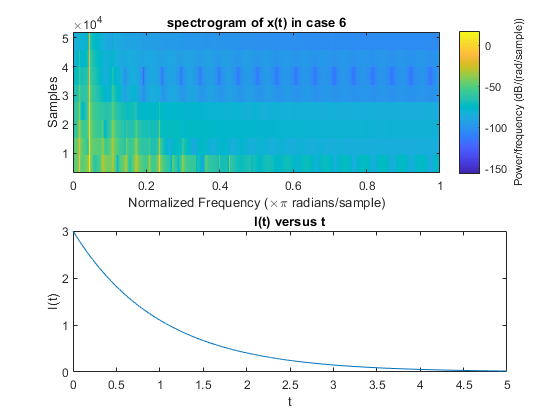 ×10⁴
spectrogram of x(t) in case 6
5
4
3
2
1
Samples
0 0.2 0.4 0.6 0.8 1
Normalized Frequency (×π radians/sample)
0
-50
-100
-150
Power/frequency (dB/(rad/sample))
I(t) versus t
3
2
1
0
I(t)
0 0.5 1 1.5 2 2.5 3 3.5 4 4.5 5
t